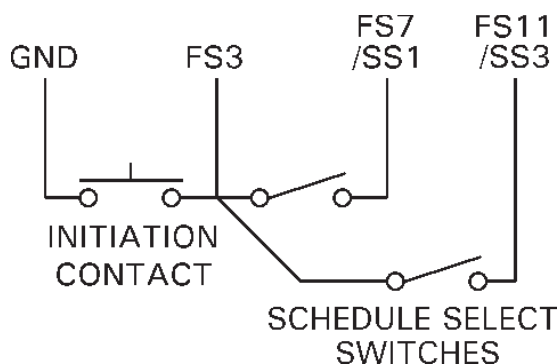 GND
FS3
FS7
/SS1
FS11
/SS3
INITIATION
CONTACT
SCHEDULE SELECT
SWITCHES